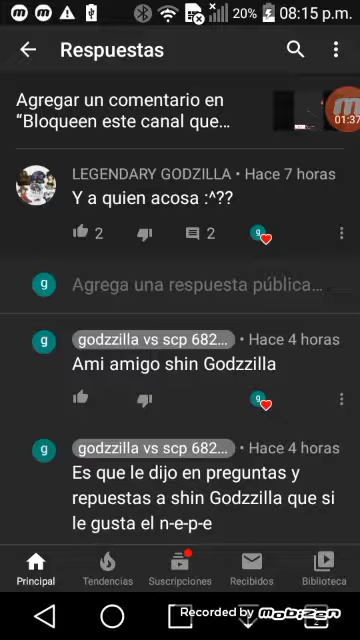 20% 08:15 p.m.
Respuestas
Agregar un comentario en
“Bloqueen este canal que...
01:37
LEGENDARY GODZILLA • Hace 7 horas
Y a quien acosa :^??
2 2
g Agrega una respuesta pública...
g godzzilla vs scp 682... • Hace 4 horas
Ami amigo shin Godzzilla
g
g godzzilla vs scp 682... • Hace 4 horas
Es que le dijo en preguntas y
repuestas a shin Godzzilla que si
le gusta el n-e-p-e
Principal Tendencias Suscripciones Recibidos Biblioteca
Recorded by mobizen